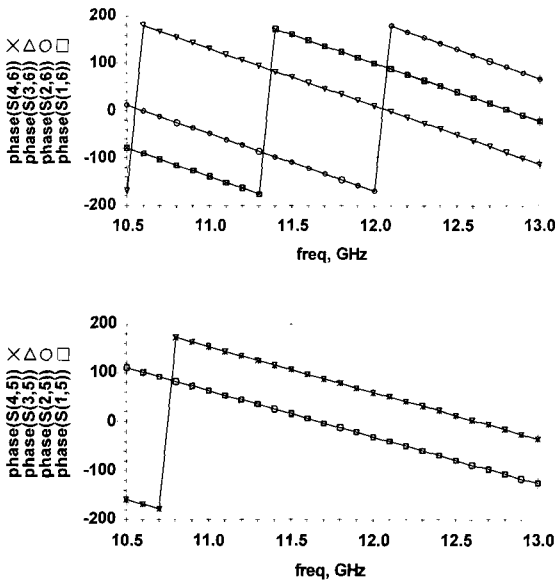 phase(S(4,6))
phase(S(3,6))
phase(S(2,6))
phase(S(1,6))
200
100
0
-100
-200
10.5 11.0 11.5 12.0 12.5 13.0
freq, GHz
phase(S(4,5))
phase(S(3,5))
phase(S(2,5))
phase(S(1,5))
200
100
0
-100
-200
10.5 11.0 11.5 12.0 12.5 13.0
freq, GHz